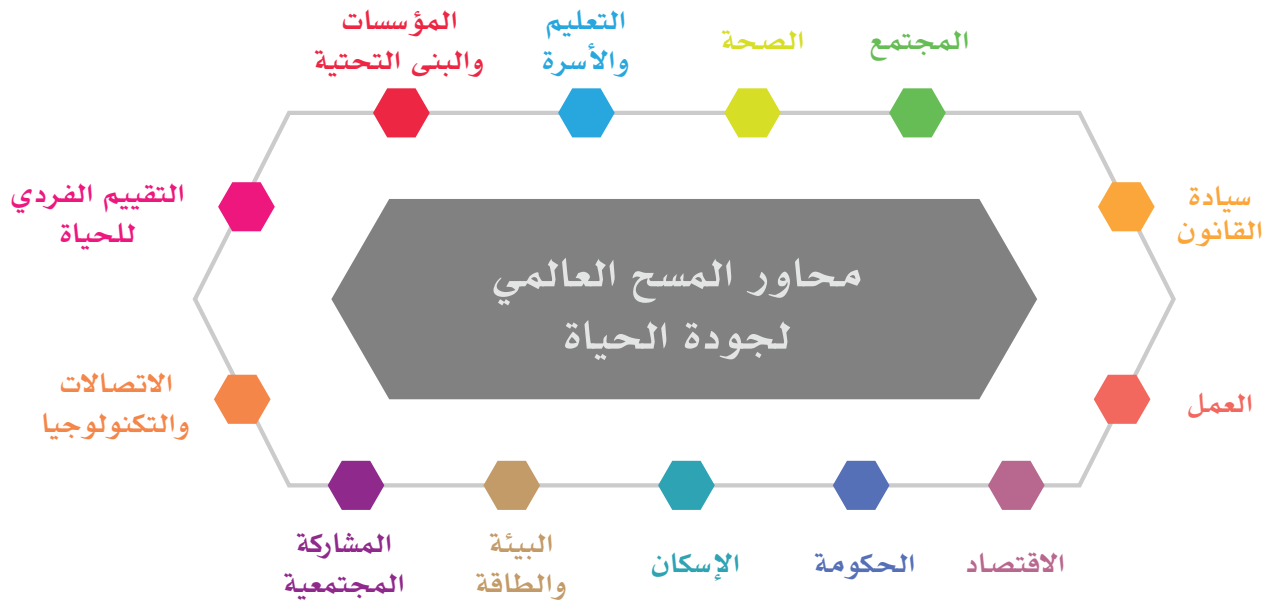 المجتمع
الصحة
التعليم
والأسرة
المؤسسات
والبنى التحتية
سيادة
القانون
التقييم الفردي
للحياة
محاور المسح العالمي
لجودة الحياة
العمل
الاتصالات
والتكنولوجيا
الاقتصاد
الحكومة
الإسكان
البيئة
والطاقة
المشاركة
المجتمعية